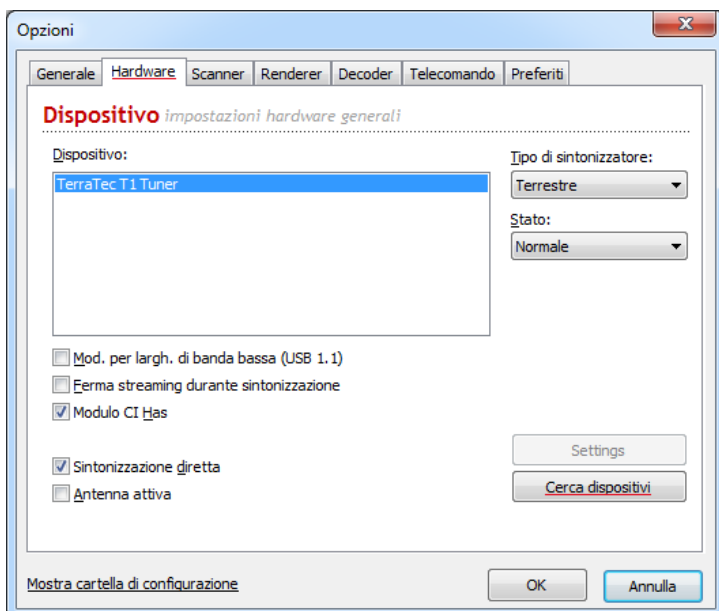 Opzioni
Generale Hardware Scanner Renderer Decoder Telecomando Preferiti
Dispositivo impostazioni hardware generali
Dispositivo:
TerraTec T1 Tuner
Tipo di sintonizzatore:
Terrestre
Stato:
Normale
Mod. per largh. di banda bassa (USB 1.1)
Ferma streaming durante sintonizzazione
Modulo CI Has
Sintonizzazione diretta
Antenna attiva
Settings
Cerca dispositivi
Mostra cartella di configurazione
OK
Annulla